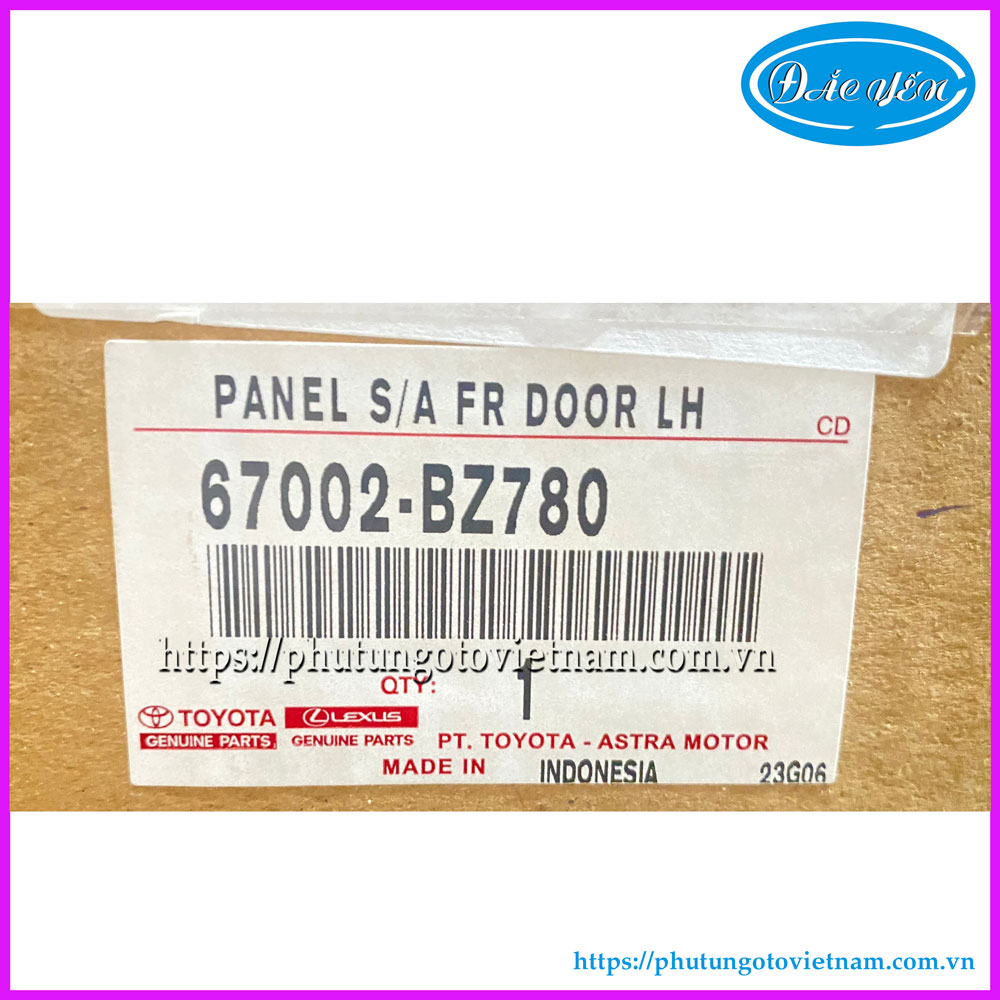 ĐẮC YẾN
PANEL S/A FR DOOR LH
CD
67002-BZ780
https://phutungotovietnam.com.vn
QTY: 1
TOYOTA LEXUS
GENUINE PARTS GENUINE PARTS PT. TOYOTA - ASTRA MOTOR
MADE IN INDONESIA 23G06
https://phutungotovietnam.com.vn